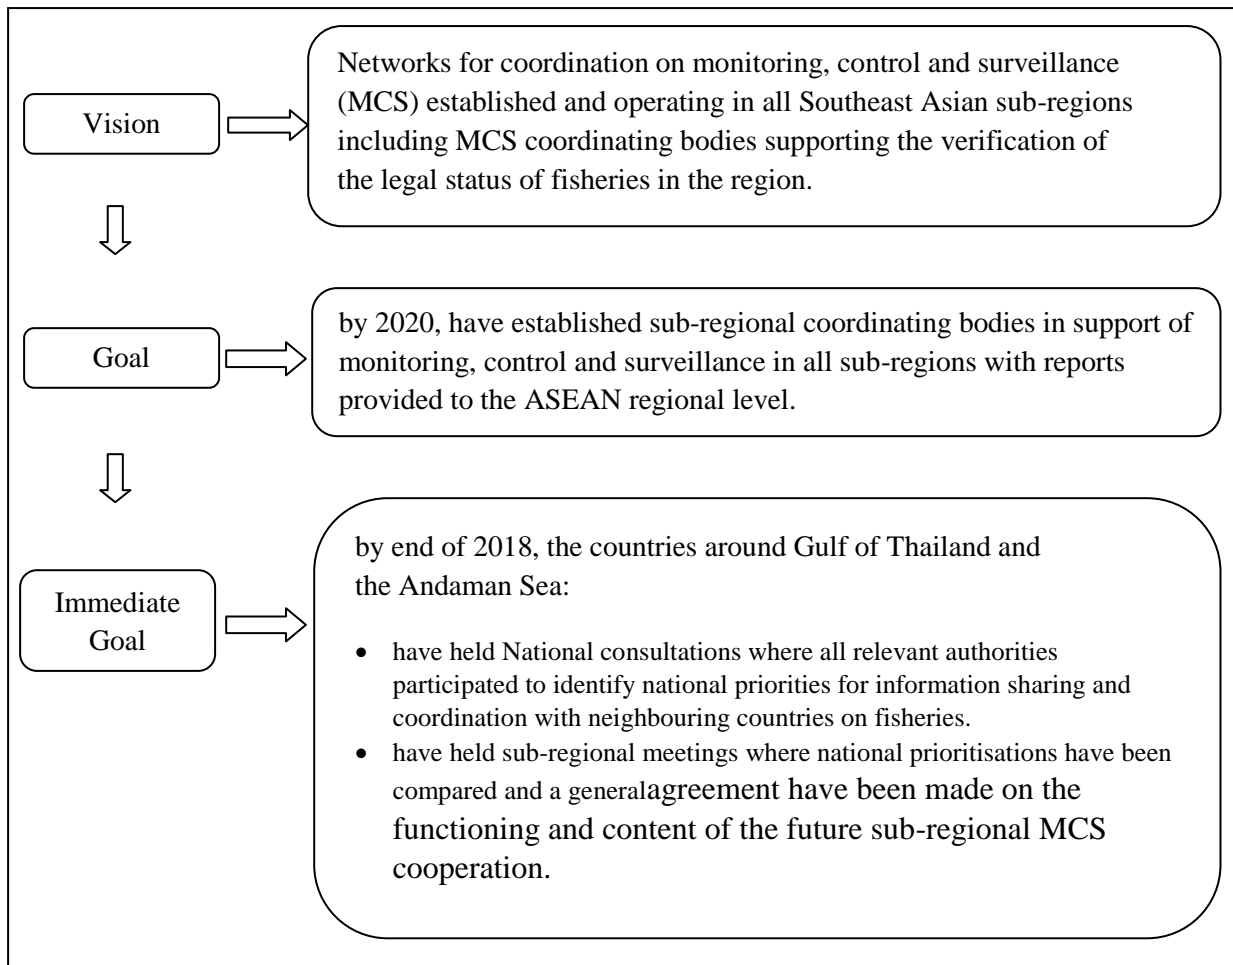 Vision
Networks for coordination on monitoring, control and surveillance
(MCS) established and operating in all Southeast Asian sub-regions
including MCS coordinating bodies supporting the verification of
the legal status of fisheries in the region.
Goal
by 2020, have established sub-regional coordinating bodies in support of
monitoring, control and surveillance in all sub-regions with reports
provided to the ASEAN regional level.
Immediate
Goal
by end of 2018, the countries around Gulf of Thailand and
the Andaman Sea:
• have held National consultations where all relevant authorities
participated to identify national priorities for information sharing and
coordination with neighbouring countries on fisheries.
• have held sub-regional meetings where national prioritisations have been
compared and a generalagreement have been made on the
functioning and content of the future sub-regional MCS
cooperation.